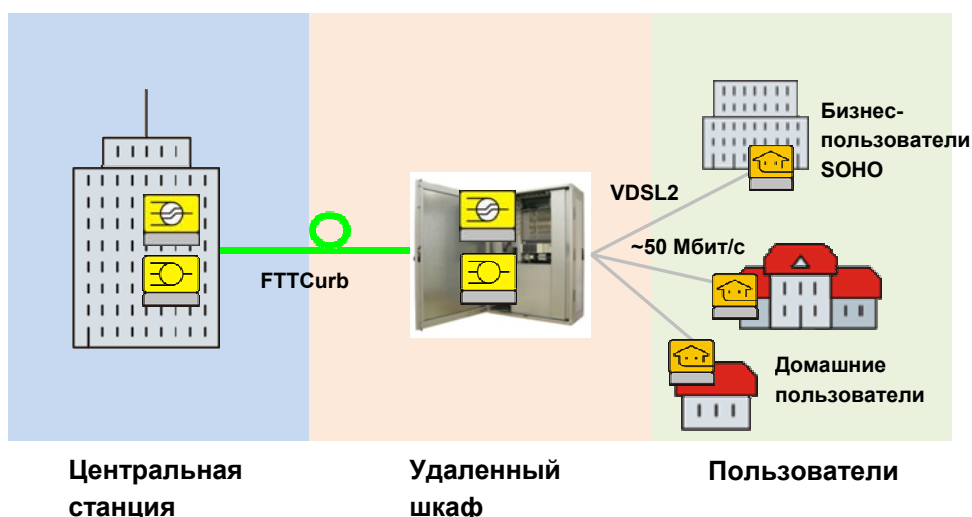 Бизнес-
пользователи
SOHO
VDSL2
~50 Мбит/с
FTTCurb
Домашние
пользователи
Центральная
станция
Удаленный
шкаф
Пользователи